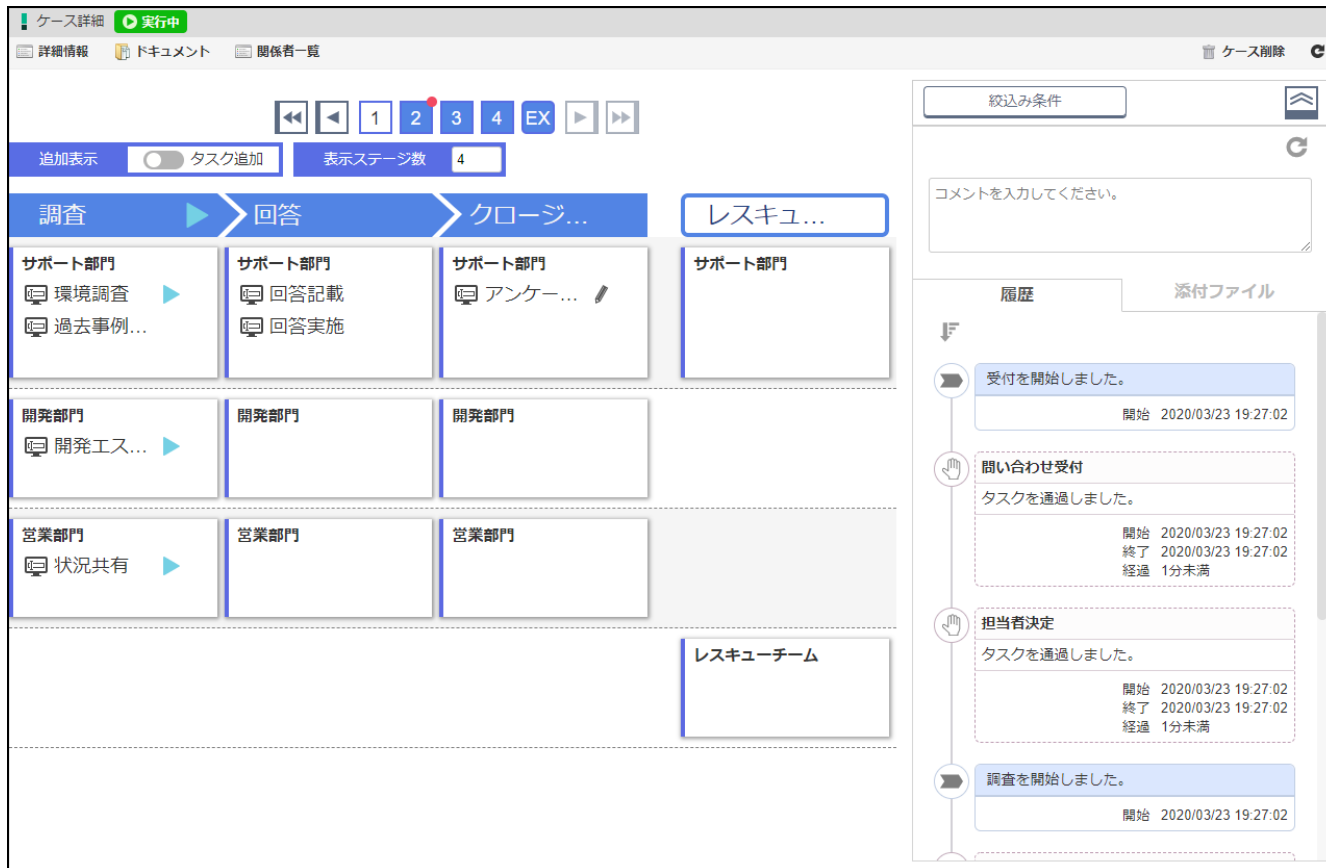 ケース詳細 実行中
詳細情報 ドキュメント 関係者一覧 ケース削除
1 2 3 4 EX
追加表示 タスク追加 表示ステージ数 4
調査 回答 クロージ... レスキュ...
サポート部門 サポート部門 サポート部門 サポート部門
環境調査 回答記載 アンケー...
過去事例... 回答実施
開発部門 開発部門 開発部門
開発エス...
営業部門 営業部門 営業部門
状況共有
レスキューチーム
絞込み条件
コメントを入力してください。
履歴 添付ファイル
受付を開始しました。
開始 2020/03/23 19:27:02
問い合わせ受付
タスクを通過しました。
開始 2020/03/23 19:27:02
終了 2020/03/23 19:27:02
経過 1分未満
担当者決定
タスクを通過しました。
開始 2020/03/23 19:27:02
終了 2020/03/23 19:27:02
経過 1分未満
調査を開始しました。
開始 2020/03/23 19:27:02